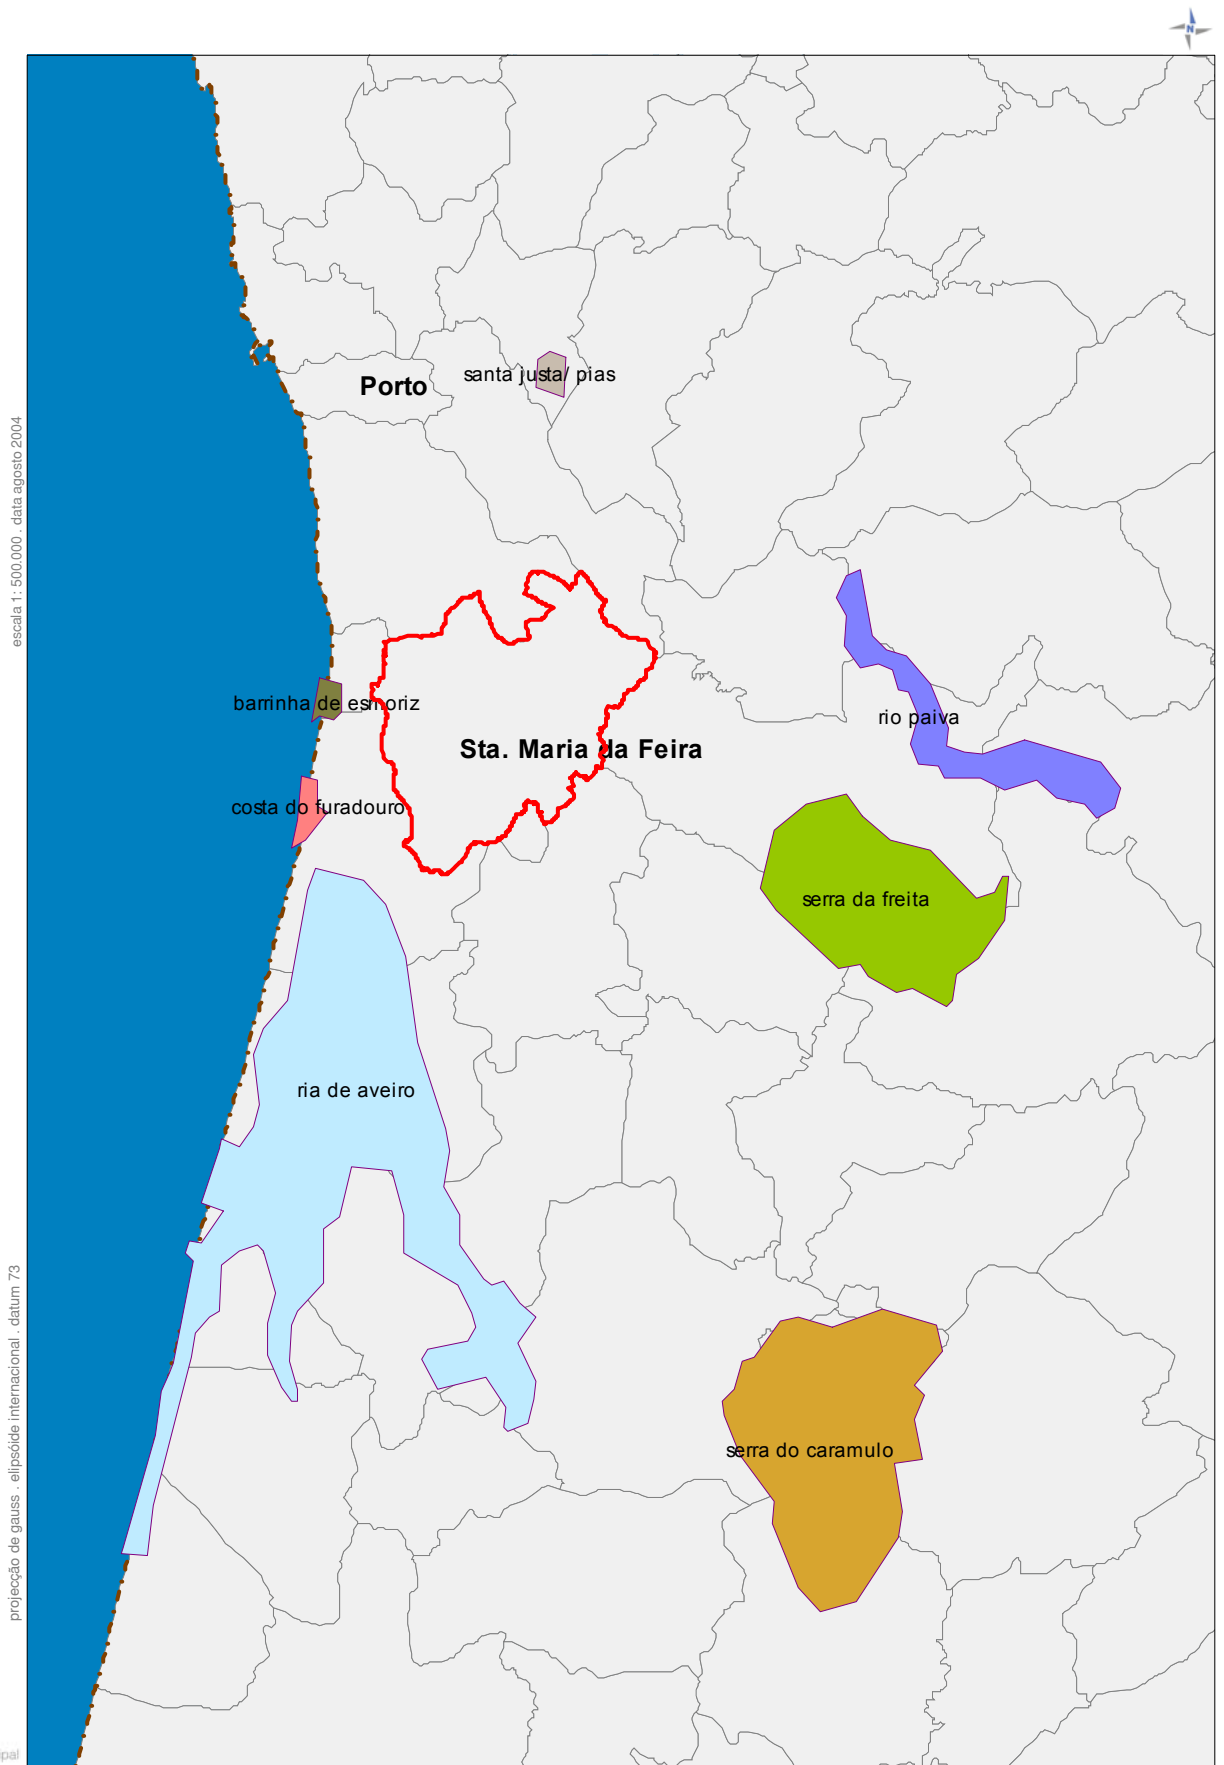 N
Porto
santa justa/ pias
escala 1: 500.000 . data agosto 2004
barrinha de esmoriz
rio paiva
Sta. Maria da Feira
costa do furadouro
serra da freita
ria de aveiro
projecção de gauss . elipsóide internacional . datum 73
serra do caramulo
ipal